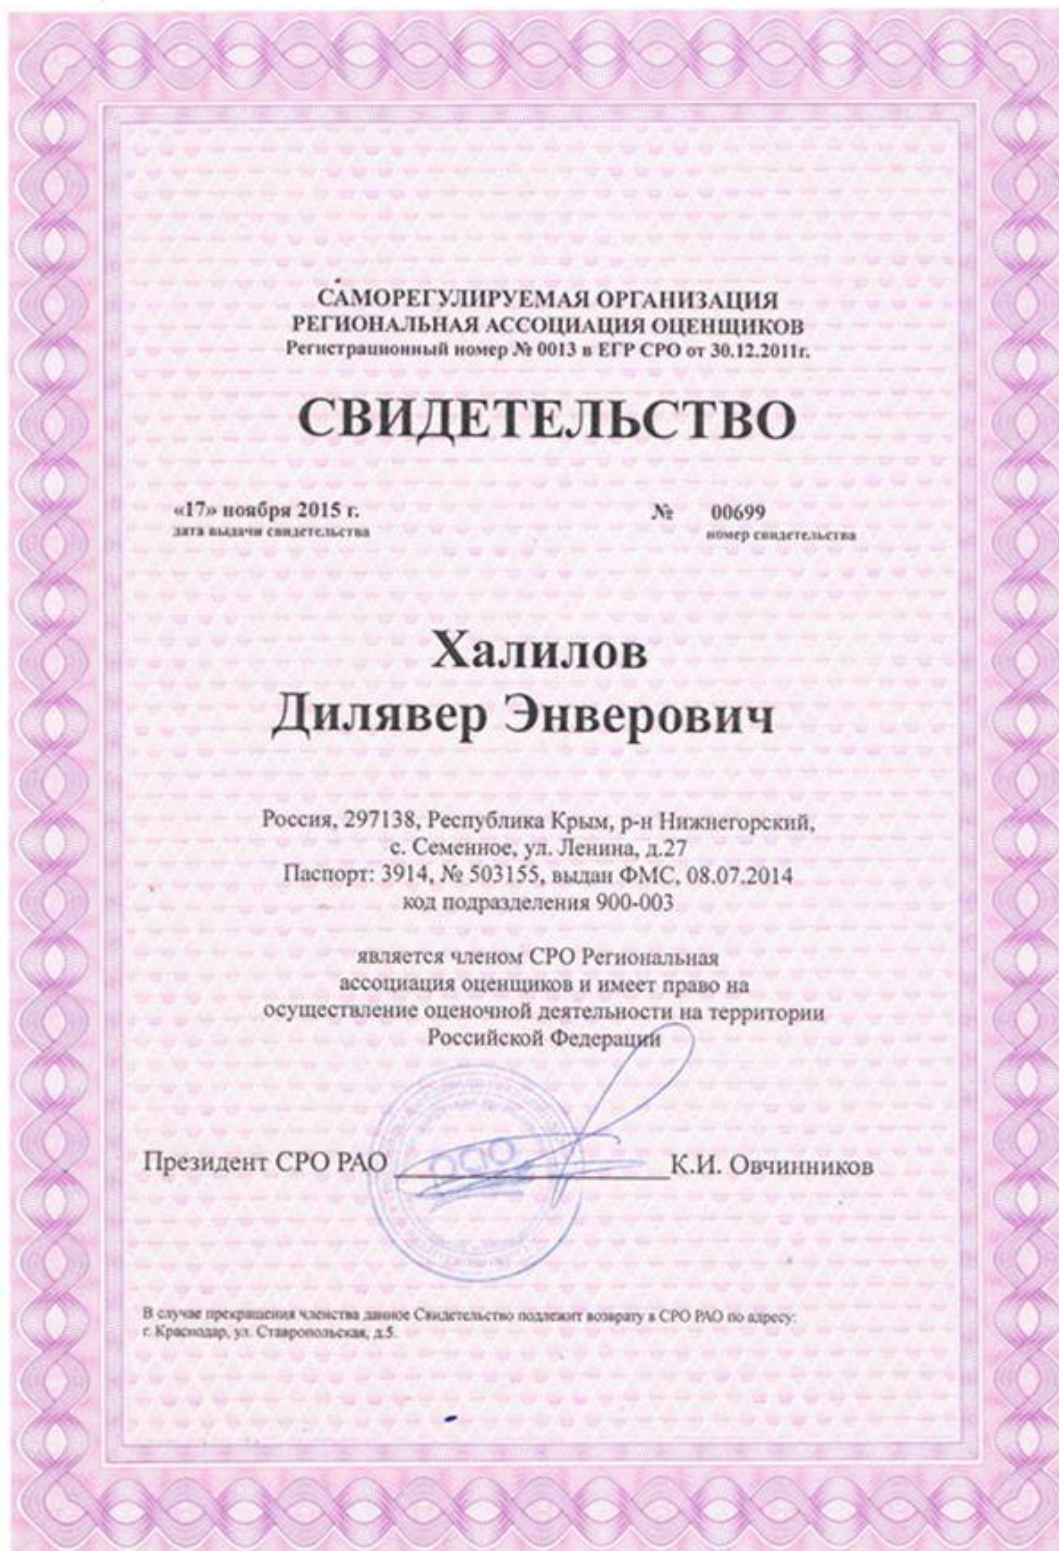 САМОРЕГУЛИРУЕМАЯ ОРГАНИЗАЦИЯ
РЕГИОНАЛЬНАЯ АССОЦИАЦИЯ ОЦЕНЩИКОВ
Регистрационный номер № 0013 в ЕГР СРО от 30.12.2011г.
СВИДЕТЕЛЬСТВО
«17» ноября 2015 г. № 00699
дата выдачи свидетельства номер свидетельства
Халилов
Дилявер Энверович
Россия, 297138, Республика Крым, р-н Нижнегорский,
с. Семенное, ул. Ленина, д.27
Паспорт: 3914, № 503155, выдан ФМС, 08.07.2014
код подразделения 900-003
является членом СРО Региональная
ассоциация оценщиков и имеет право на
осуществление оценочной деятельности на территории
Российской Федерации
Президент СРО РАО К.И. Овчинников
рао
В случае прекращения членства данное Свидетельство подлежит возврату в СРО РАО по адресу:
г. Краснодар, ул. Ставропольская, д.5.